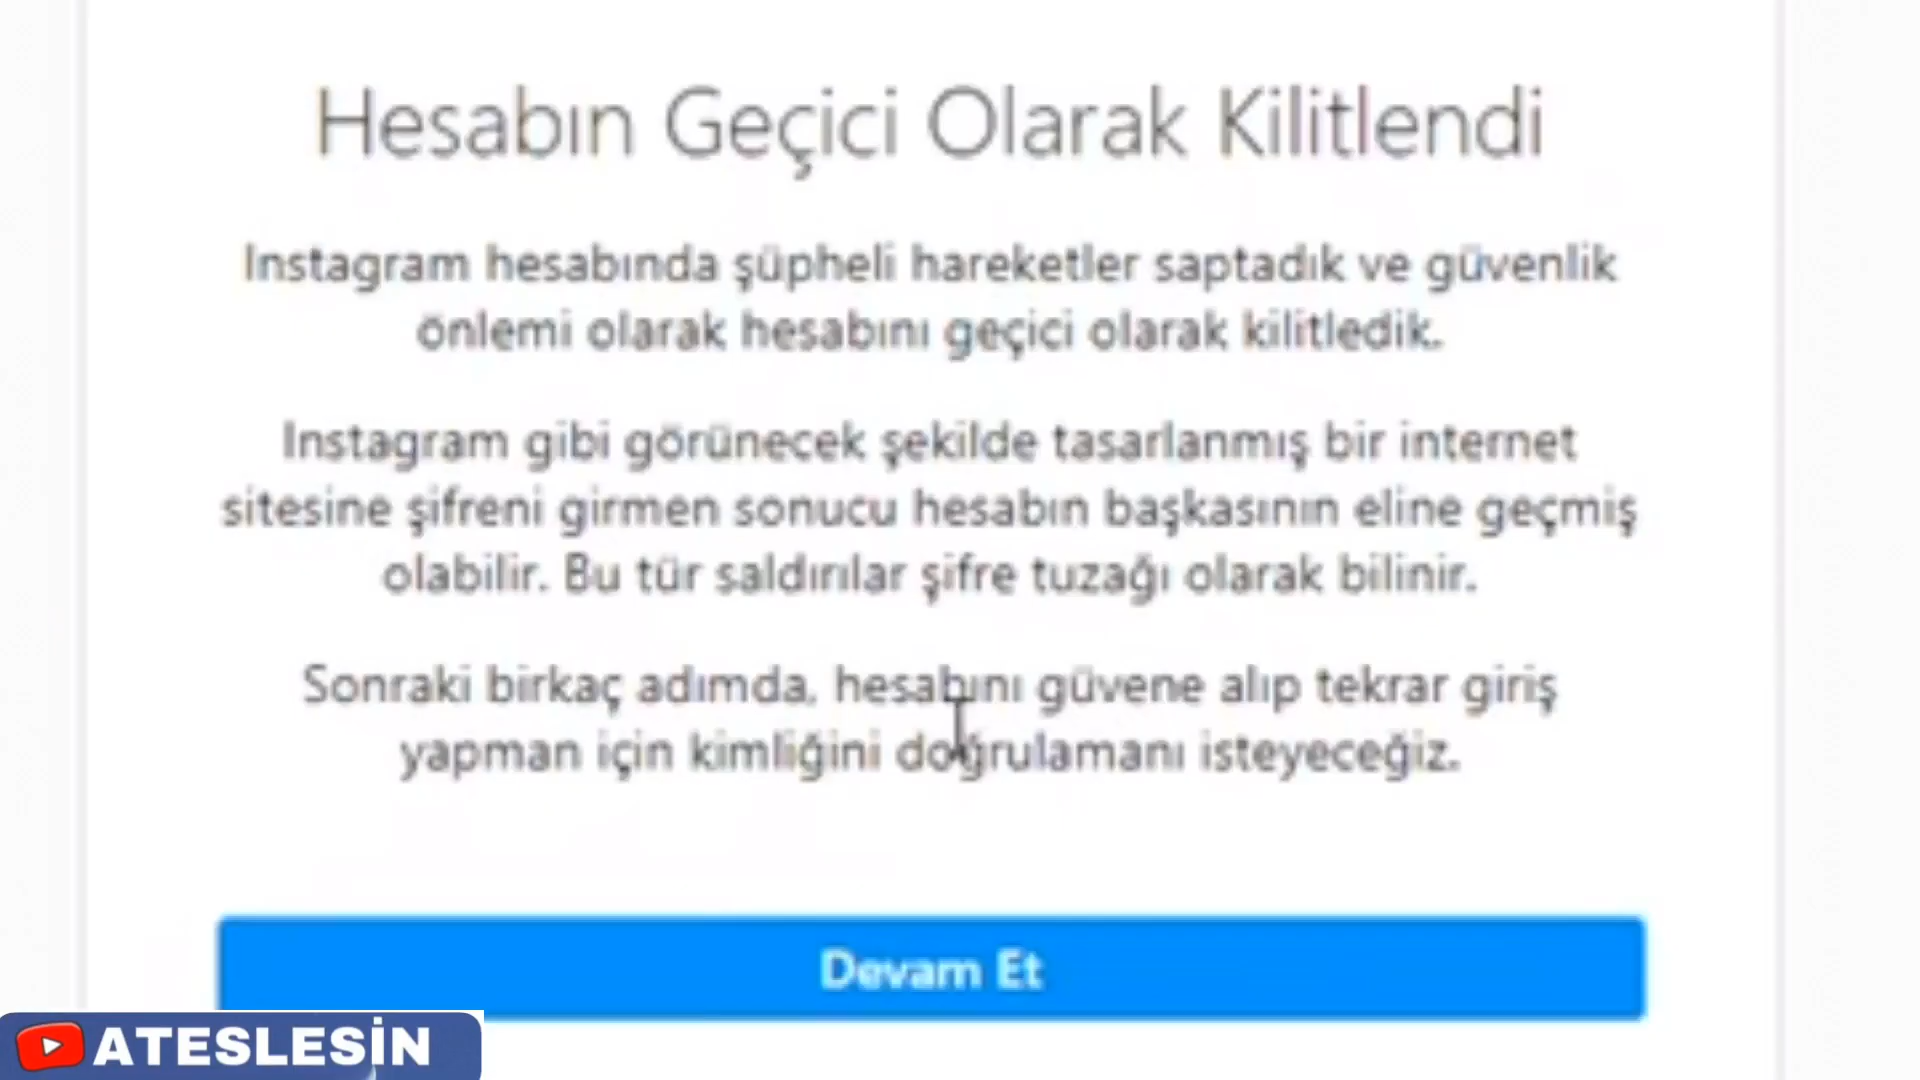 Hesabın Geçici Olarak Kilitlendi
Instagram hesabında şüpheli hareketler saptadık ve güvenlik
önlemi olarak hesabını geçici olarak kilitledik.
Instagram gibi görünecek şekilde tasarlanmış bir internet
sitesine şifreni girmen sonucu hesabın başkasının eline geçmiş
olabilir. Bu tür saldırılar şifre tuzağı olarak bilinir.
Sonraki birkaç adımda, hesabını güvene alıp tekrar giriş
yapman için kimliğini doğrulamanı isteyeceğiz.
Devam Et
ATESLESİN